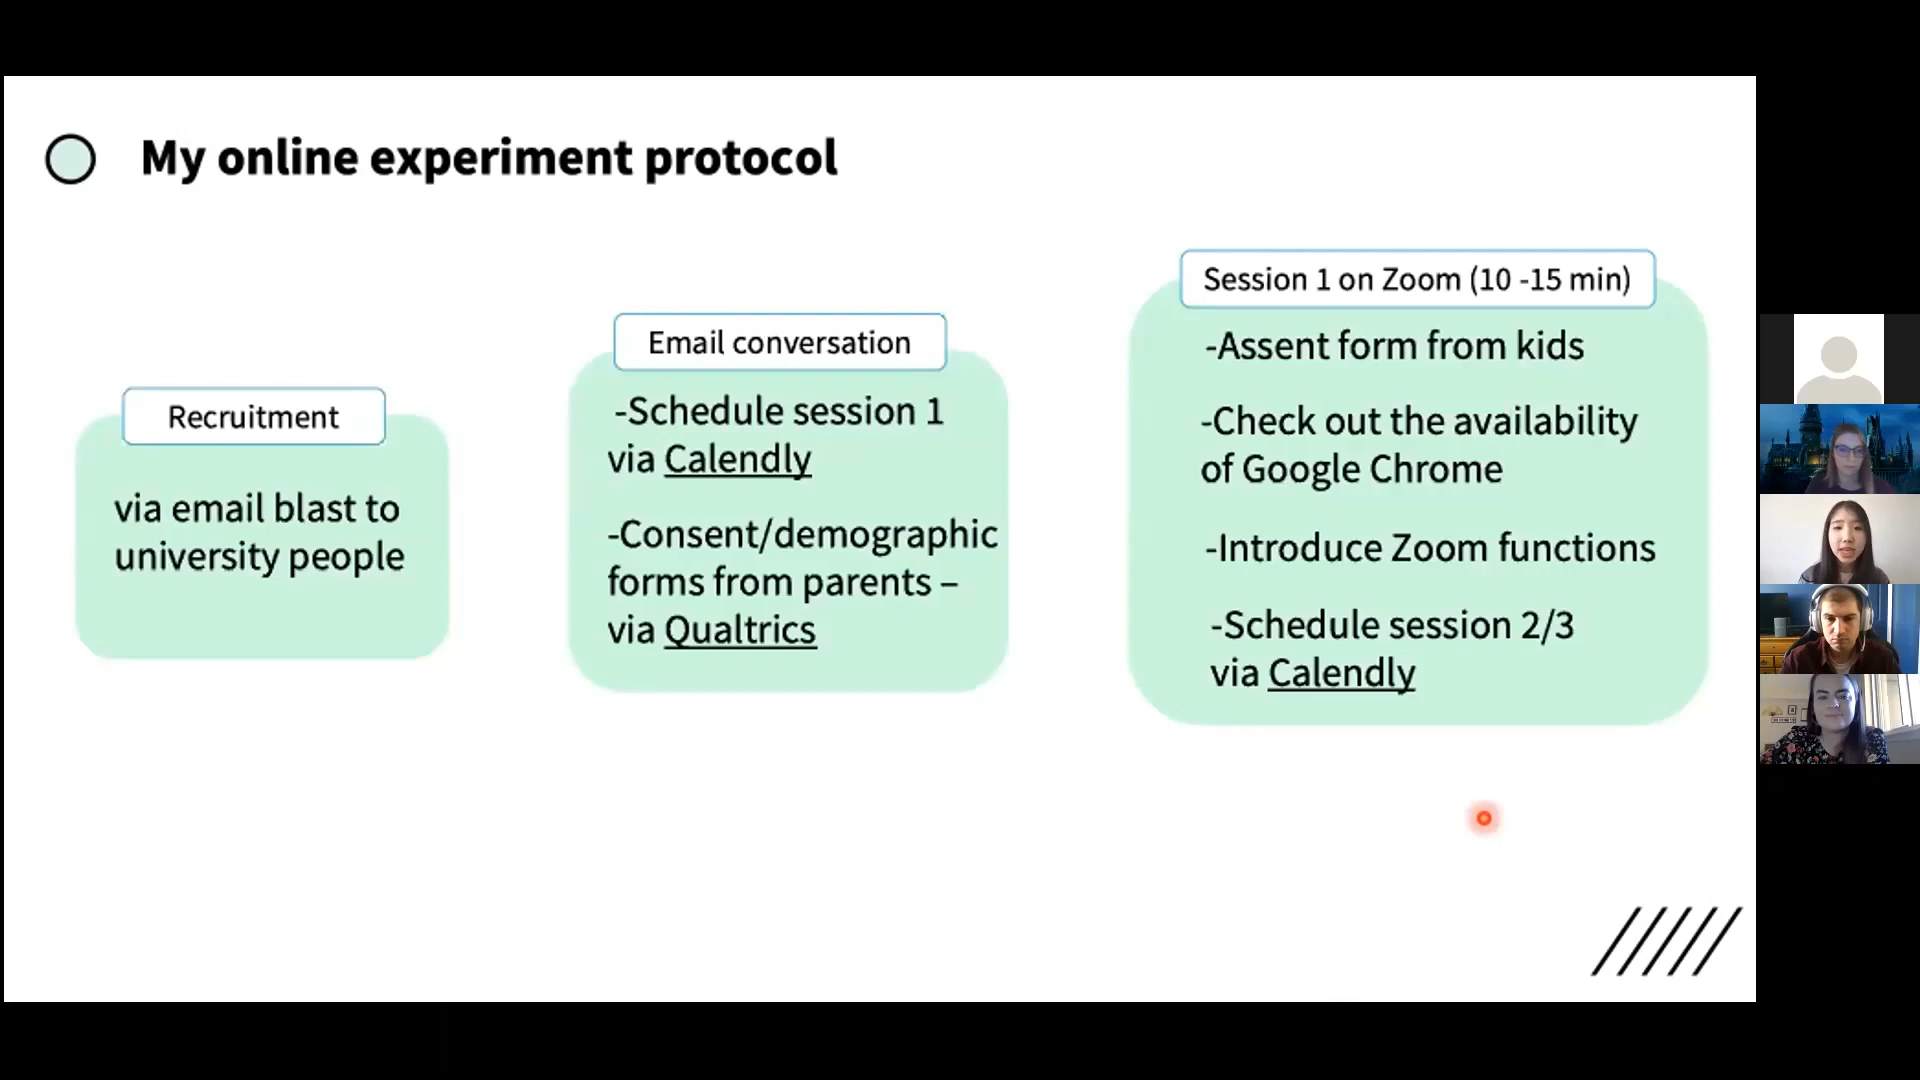 My online experiment protocol
Recruitment
via email blast to
university people
Email conversation
-Schedule session 1
via Calendly
-Consent/demographic
forms from parents –
via Qualtrics
Session 1 on Zoom (10 -15 min)
-Assent form from kids
-Check out the availability
of Google Chrome
-Introduce Zoom functions
-Schedule session 2/3
via Calendly